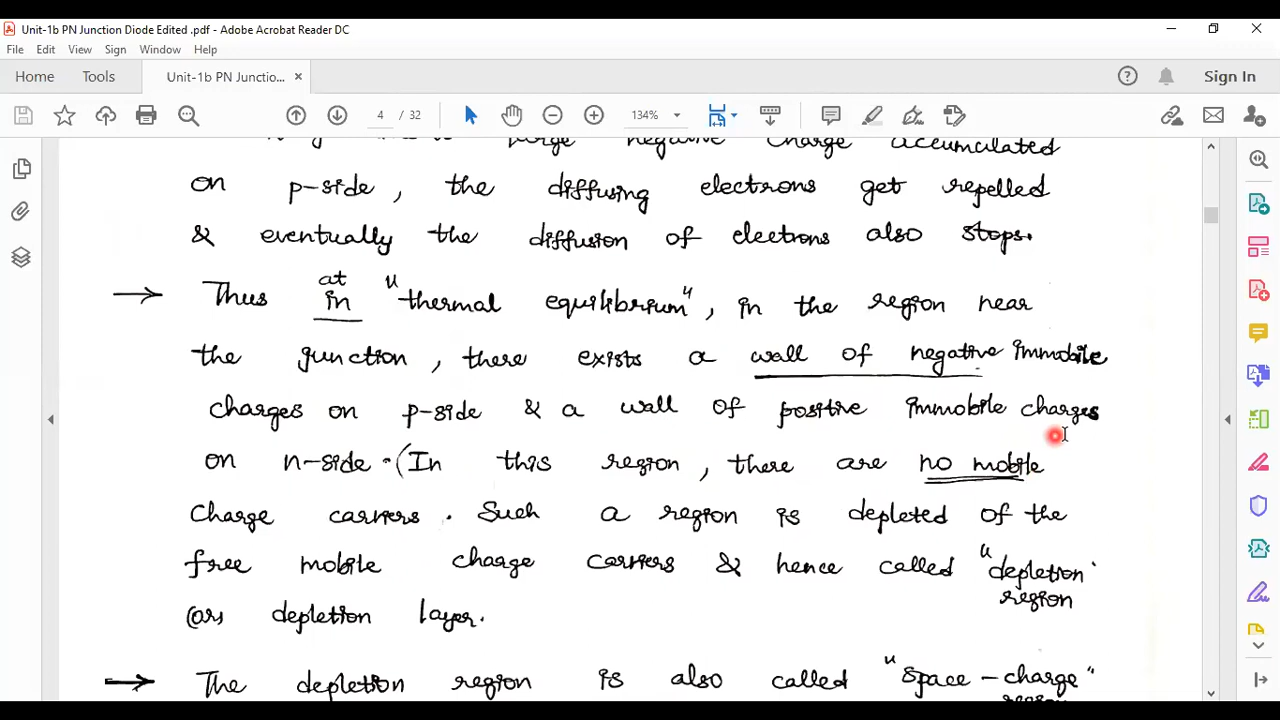 Unit-1b PN Junction Diode Edited .pdf - Adobe Acrobat Reader DC
File Edit View Sign Window Help
Home Tools Unit-1b PN Junctio... × Sign In
4 / 32 134%
large negative charge accumulated
on p-side, the diffusing electrons get repelled
& eventually the diffusion of electrons also stops.
at
→ Thus in "thermal equilibrium", in the region near
the junction, there exists a wall of negative immobile
charges on p-side & a wall of positive immobile charges
on n-side. (In this region, there are no mobile
charge carriers. Such a region is depleted of the
free mobile charge carriers & hence called "depletion
region
(or) depletion layer.
→ The depletion region is also called "space-charge"